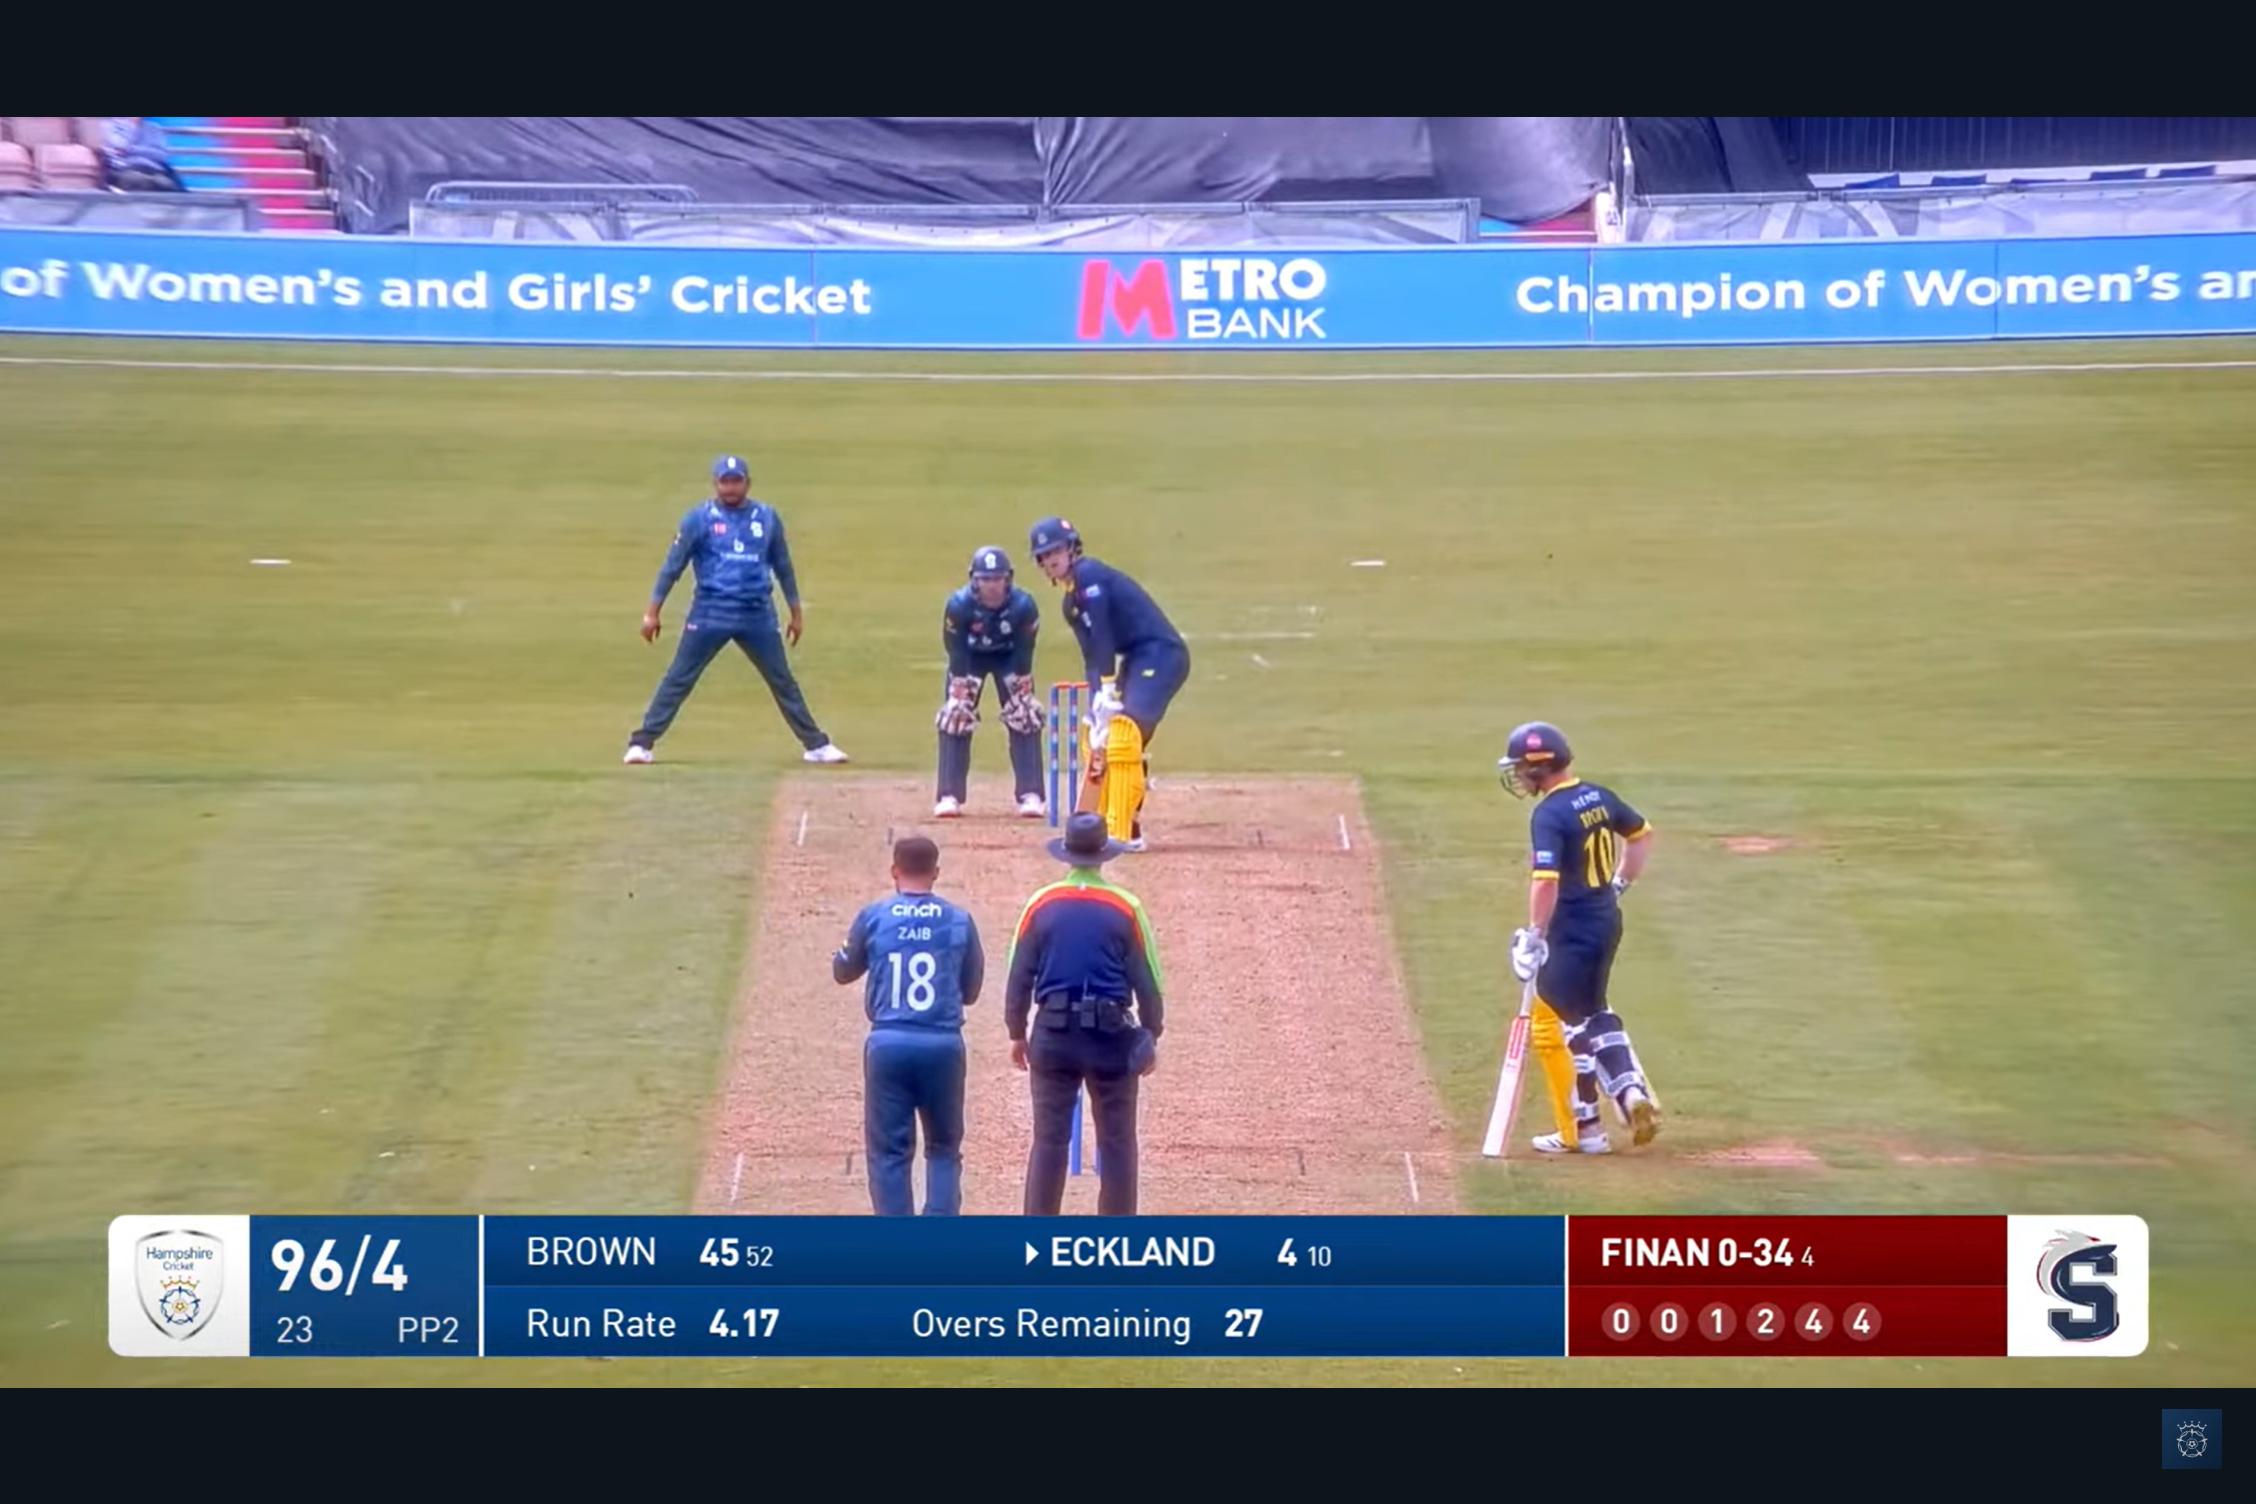 of Women's and Girls' Cricket
METRO
BANK
Champion of Women's ar
HENRY
BROWN
10
cinch
ZAIB
18
Hampshire
Cricket
96/4
23 PP2
BROWN 45 52
ECKLAND 4 10
Run Rate 4.17
Overs Remaining 27
FINAN 0-34 4
0 0 1 2 4 4
S